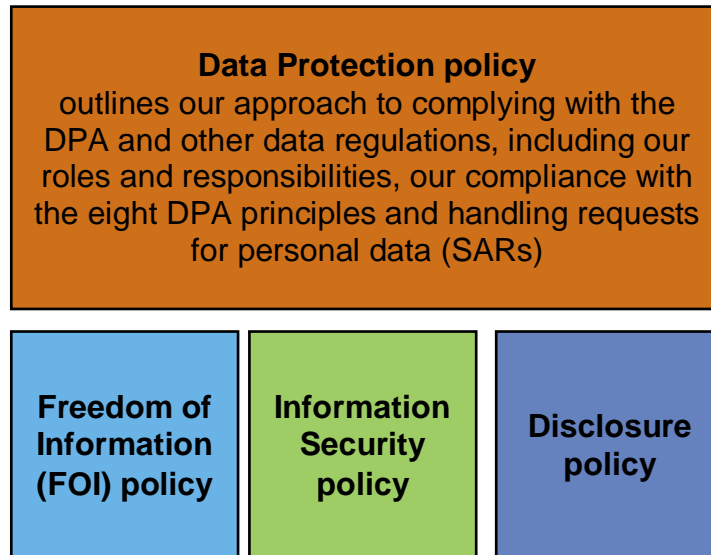 Data Protection policy
outlines our approach to complying with the
DPA and other data regulations, including our
roles and responsibilities, our compliance with
the eight DPA principles and handling requests
for personal data (SARs)
Freedom of
Information
(FOI) policy
Information
Security
policy
Disclosure
policy